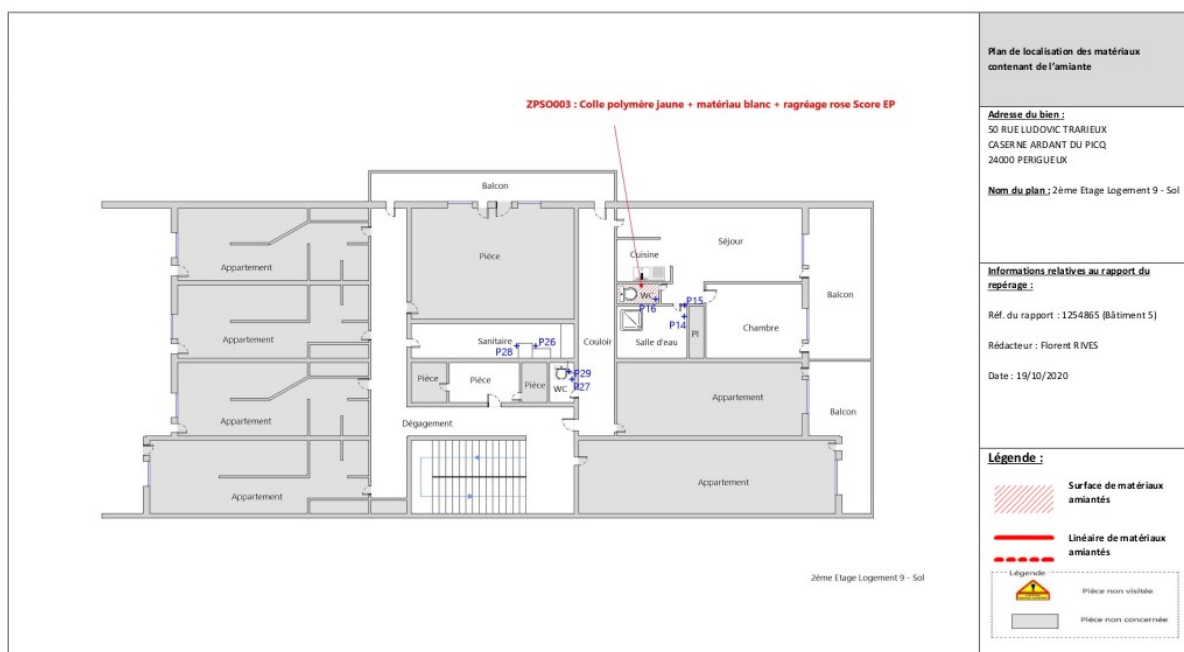 Plan de localisation des matériaux
contenant de l'amiante
Adresse du bien :
50 RUE LUDOVIC TRARIEUX
CASERNE ARDANT DU PICQ
24000 PERIGUEUX
Nom du plan : 2ème Etage Logement 9 - Sol
Informations relatives au rapport du
repérage :
Réf. du rapport : 1254865 (Bâtiment 5)
Rédacteur : Florent RIVES
Date : 19/10/2020
Légende :
Surface de matériaux
amiantés
Linéaire de matériaux
amiantés
Légende
Pièce non visitée
Pièce non concernée
ZPSO003 : Colle polymère jaune + matériau blanc + ragréage rose Score EP
Balcon
Séjour
Cuisine
Appartement
Pièce
Balcon
WC
P16
P15
P14
Chambre
Pl
Salle d'eau
Couloir
Sanitaire
P28
P26
Appartement
P29
P27
WC
Pièce
Pièce
Pièce
Appartement
Appartement
Balcon
Dégagement
Appartement
Appartement
2ème Etage Logement 9 - Sol